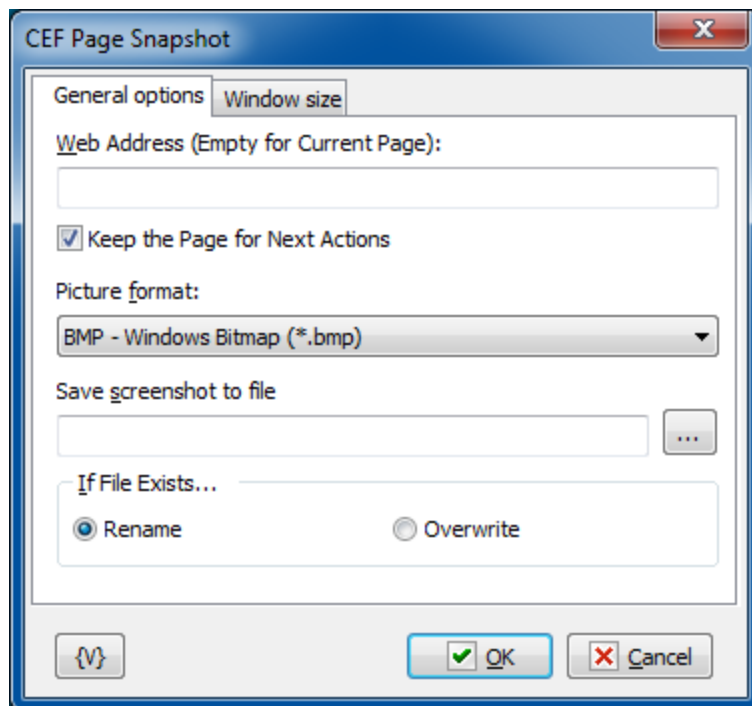 CEF Page Snapshot
General options Window size
Web Address (Empty for Current Page):
Keep the Page for Next Actions
Picture format:
BMP - Windows Bitmap (*.bmp)
Save screenshot to file
...
If File Exists...
Rename Overwrite
{V} OK Cancel